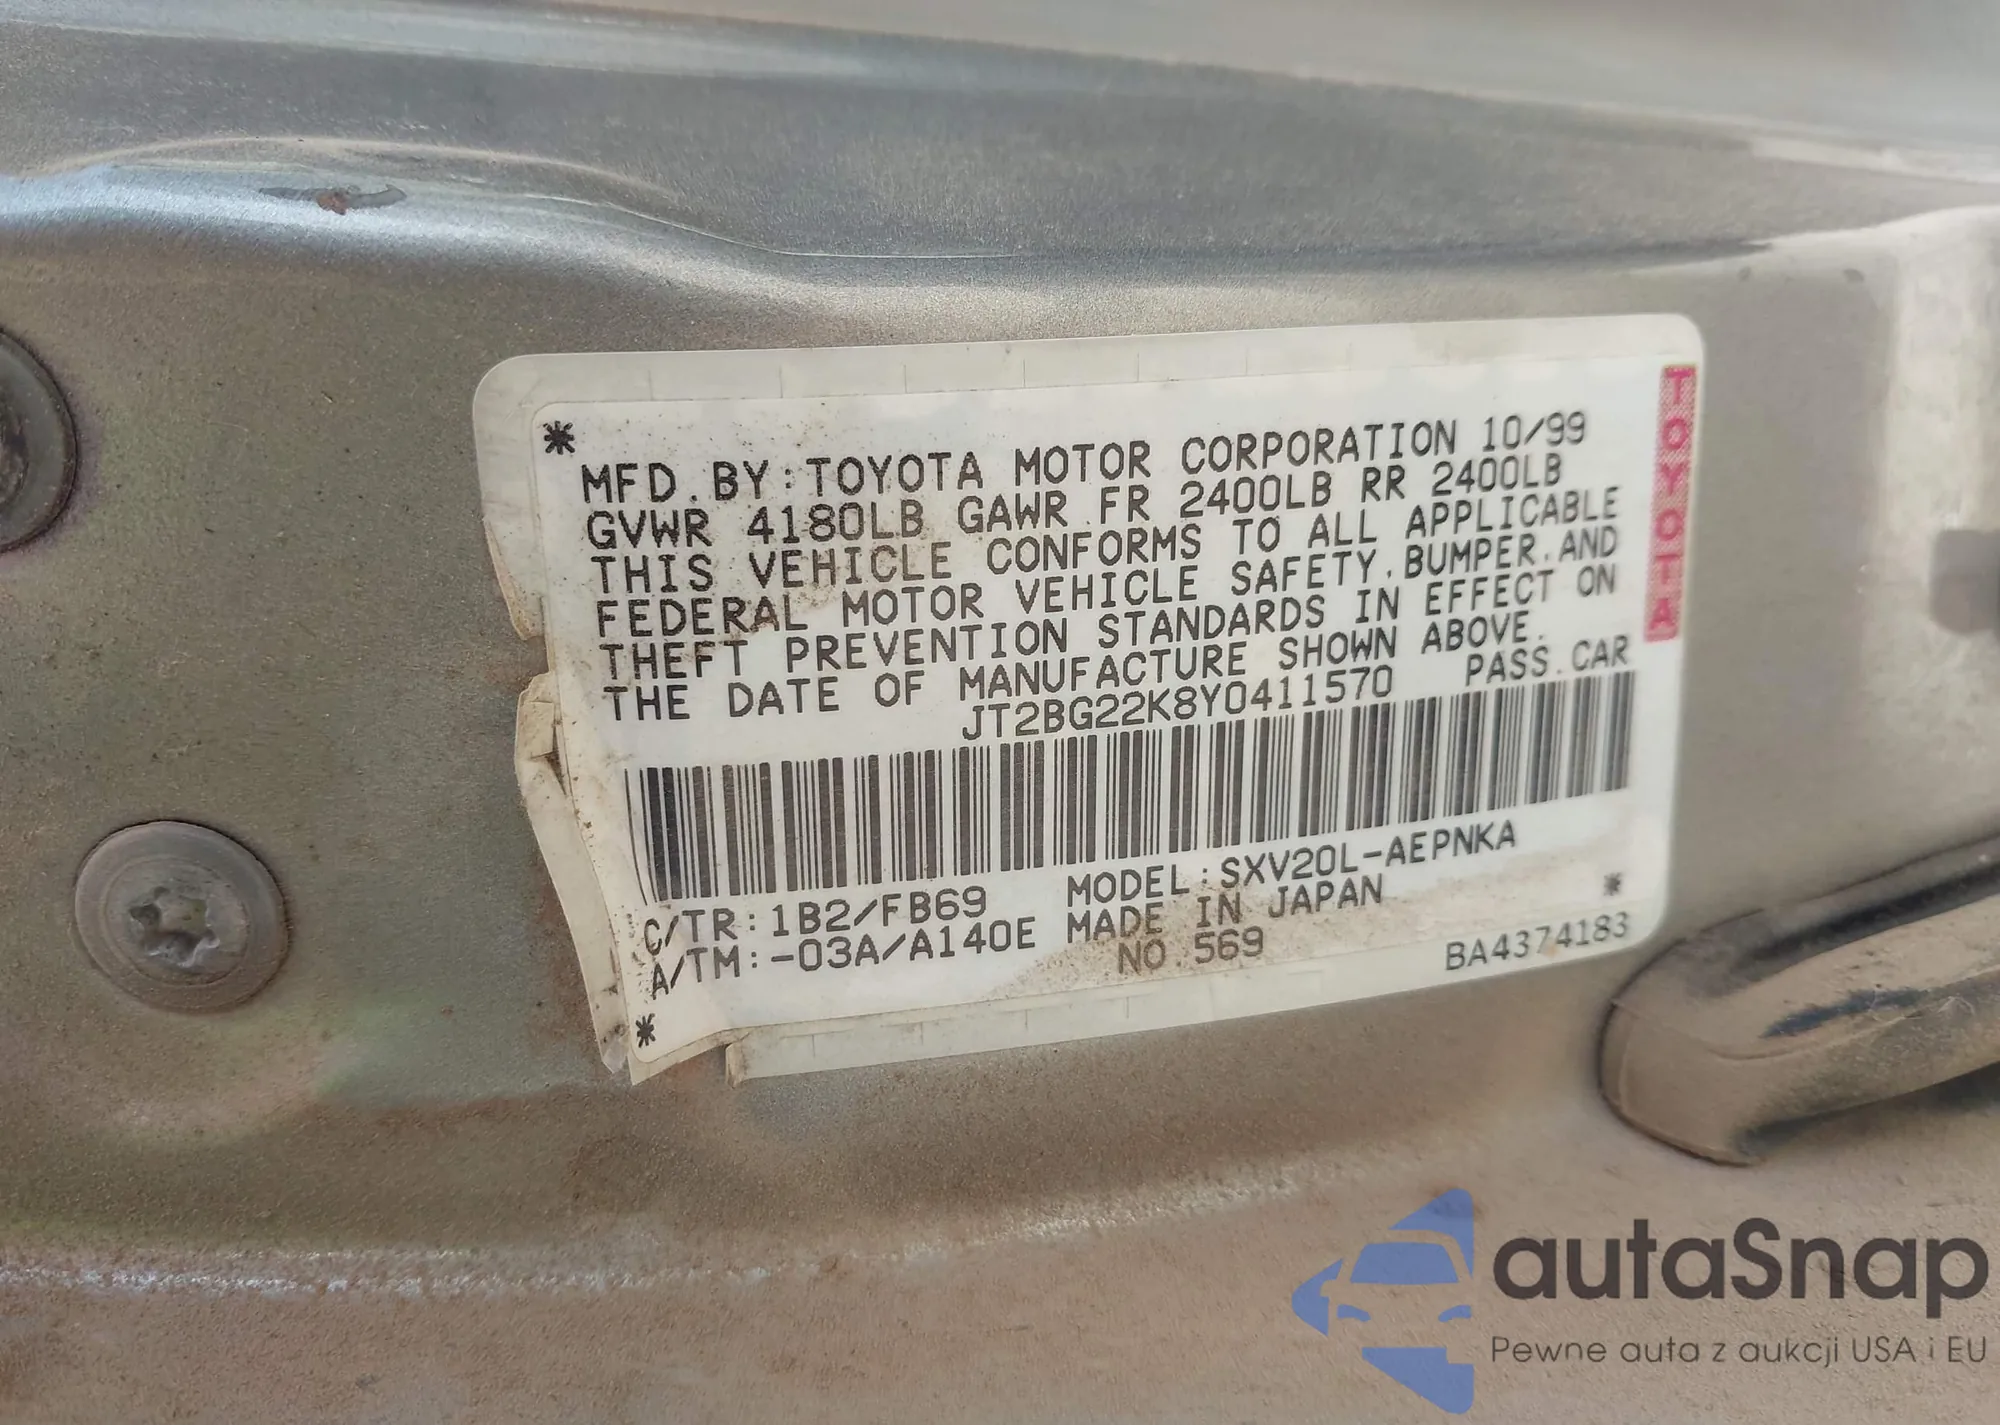 MFD. BY: TOYOTA MOTOR CORPORATION 10/99
GVWR 4180LB GAWR FR 2400LB RR 2400LB
THIS VEHICLE CONFORMS TO ALL APPLICABLE
FEDERAL MOTOR VEHICLE SAFETY, BUMPER, AND
THEFT PREVENTION STANDARDS IN EFFECT ON
THE DATE OF MANUFACTURE SHOWN ABOVE.
JT2BG22K8Y0411570 PASS. CAR
C/TR: 1B2/FB69 MODEL: SXV20L-AEPNKA
A/TM: -03A/A140E MADE IN JAPAN
NO. 569 BA4374183
TOYOTA
autaSnap
Pewne auta z aukcji USA i EU